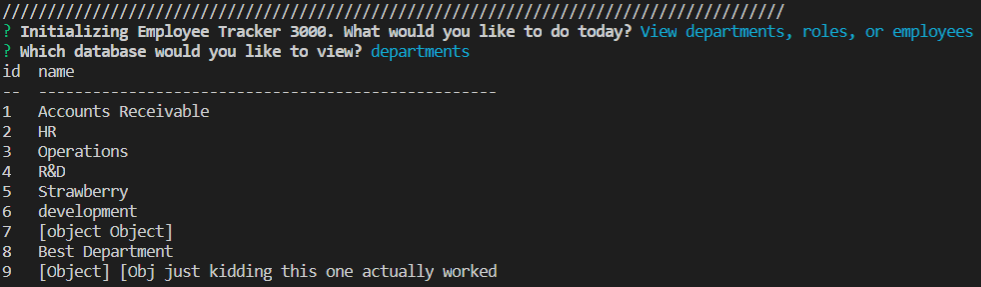 ///////////////////////////////////////////////////////////////////////////////////////
? Initializing Employee Tracker 3000. What would you like to do today? View departments, roles, or employees
? Which database would you like to view? departments
id  name
--  ---------------------------------------------------
1   Accounts Receivable
2   HR
3   Operations
4   R&D
5   Strawberry
6   development
7   [object Object]
8   Best Department
9   [Object] [Obj just kidding this one actually worked